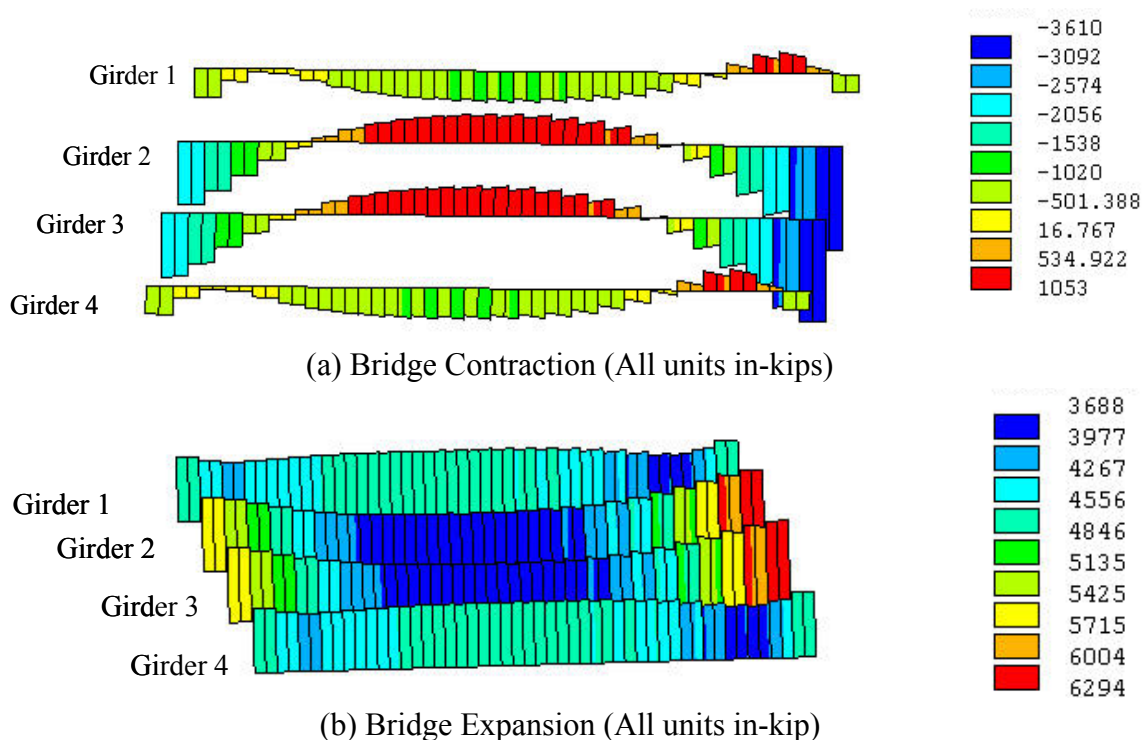 Girder 1
Girder 2
Girder 3
Girder 4
-3610
-3092
-2574
-2056
-1538
-1020
-501.388
16.767
534.922
1053
(a) Bridge Contraction (All units in-kips)
Girder 1
Girder 2
Girder 3
Girder 4
3688
3977
4267
4556
4846
5135
5425
5715
6004
6294
(b) Bridge Expansion (All units in-kip)